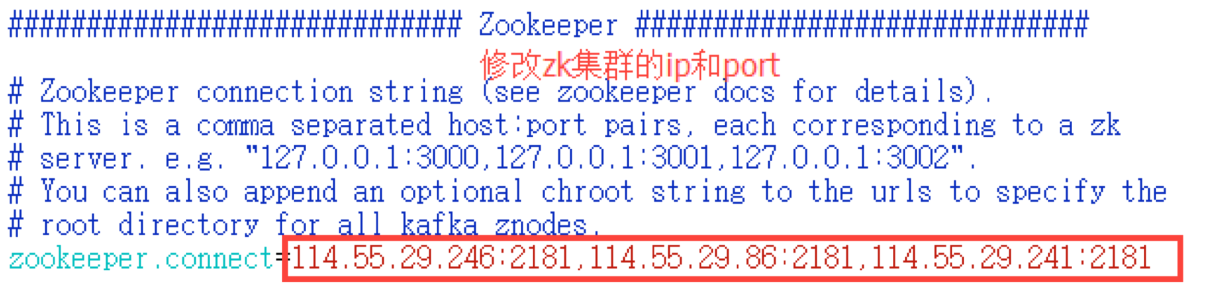 ############################# Zookeeper #############################
修改zk集群的ip和port
# Zookeeper connection string (see zookeeper docs for details).
# This is a comma separated host:port pairs, each corresponding to a zk
# server. e.g. "127.0.0.1:3000,127.0.0.1:3001,127.0.0.1:3002".
# You can also append an optional chroot string to the urls to specify the
# root directory for all kafka znodes.
zookeeper.connect=114.55.29.246:2181,114.55.29.86:2181,114.55.29.241:2181